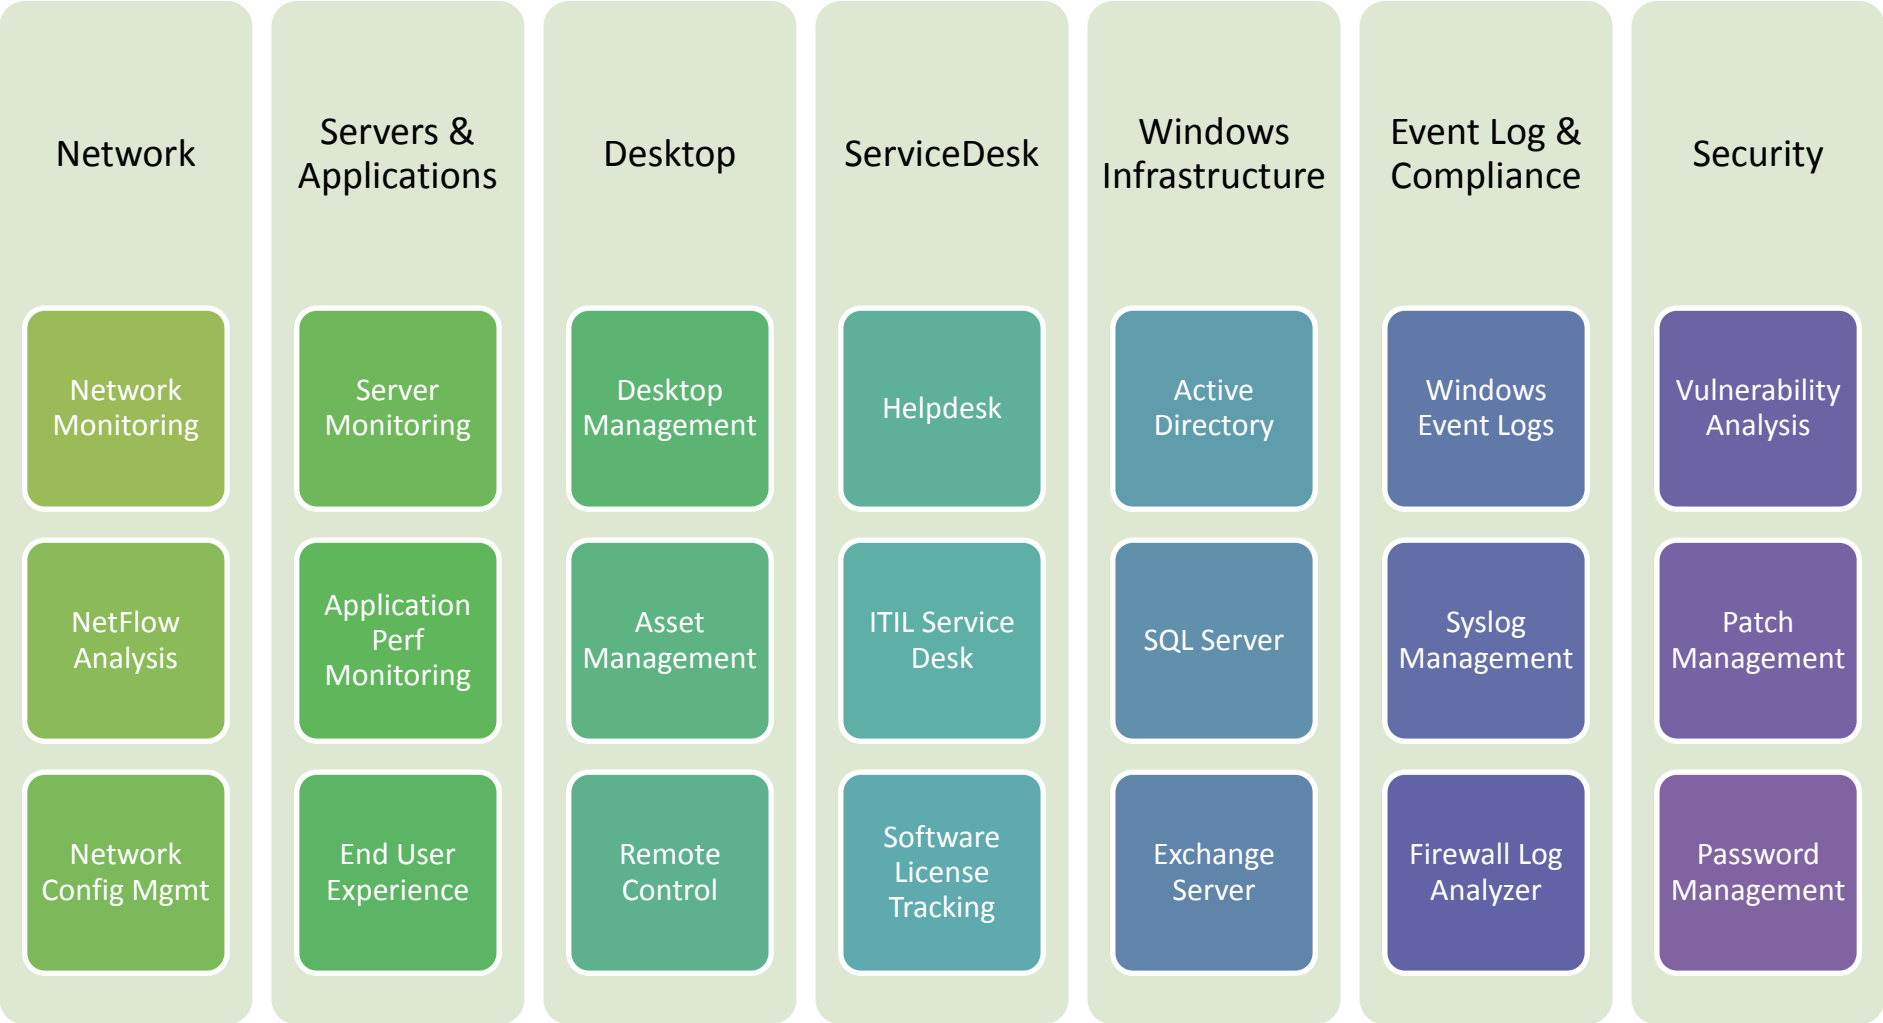 Network
Servers &
Applications
Desktop
ServiceDesk
Windows
Infrastructure
Event Log &
Compliance
Security
Network
Monitoring
Server
Monitoring
Desktop
Management
Helpdesk
Active
Directory
Windows
Event Logs
Vulnerability
Analysis
NetFlow
Analysis
Application
Perf
Monitoring
Asset
Management
ITIL Service
Desk
SQL Server
Syslog
Management
Patch
Management
Network
Config Mgmt
End User
Experience
Remote
Control
Software
License
Tracking
Exchange
Server
Firewall Log
Analyzer
Password
Management